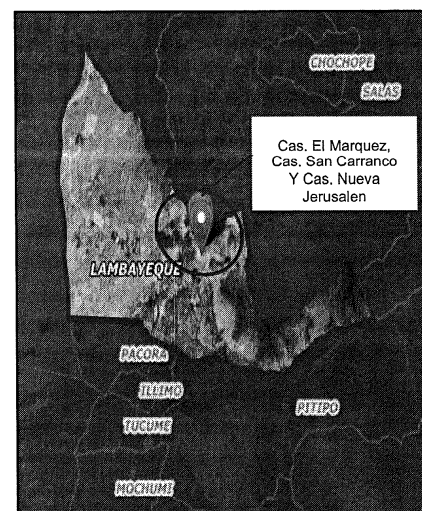 CHOCHOPE
SALAS
Cas. El Marquez,
Cas. San Carranco
Y Cas. Nueva
Jerusalen
LAMBAYEQUE
PACORA
ILLIMO
PITIPO
TUCUME
MOCHUMI